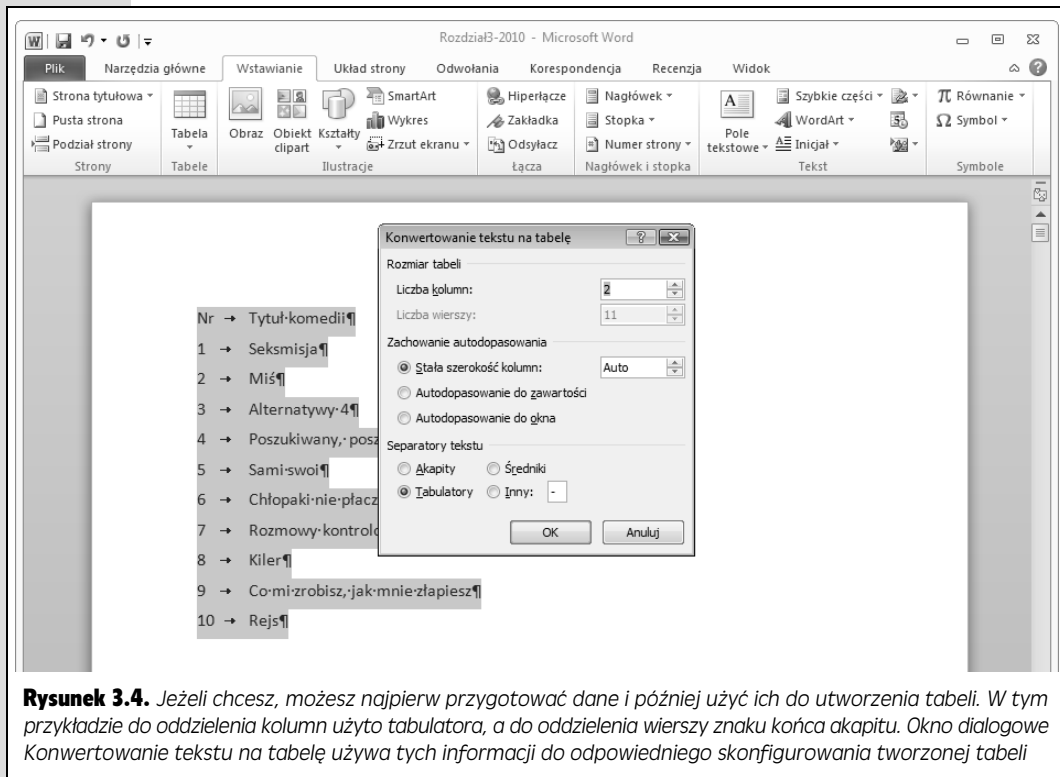 Rozdział3-2010 - Microsoft Word
Plik Narzędzia główne Wstawianie Układ strony Odwołania Korespondencja Recenzja Widok
Strona tytułowa
Pusta strona
Podział strony
Strony
Tabela
Tabele
Obraz
Obiekt clipart
Kształty
SmartArt
Wykres
Zrzut ekranu
Ilustracje
Hiperłącze
Zakładka
Odsyłacz
Łącza
Nagłówek
Stopka
Numer strony
Nagłówek i stopka
Pole tekstowe
Szybkie części
WordArt
Inicjał
Tekst
π Równanie
Ω Symbol
Symbole
Nr → Tytuł·komedii¶
1 → Seksmisja¶
2 → Miś¶
3 → Alternatywy·4¶
4 → Poszukiwany,·posz
5 → Sami·swoi¶
6 → Chłopaki·nie·płacz
7 → Rozmowy·kontrolo
8 → Kiler¶
9 → Co·mi·zrobisz,·jak·mnie·złapiesz¶
10 → Rejs¶
Konwertowanie tekstu na tabelę
Rozmiar tabeli
Liczba kolumn: 2
Liczba wierszy: 11
Zachowanie autodopasowania
Stała szerokość kolumn: Auto
Autodopasowanie do zawartości
Autodopasowanie do okna
Separatory tekstu
Akapity Średniki
Tabulatory Inny: -
OK Anuluj
Rysunek 3.4. Jeżeli chcesz, możesz najpierw przygotować dane i później użyć ich do utworzenia tabeli. W tym
przykładzie do oddzielenia kolumn użyto tabulatora, a do oddzielenia wierszy znaku końca akapitu. Okno dialogowe
Konwertowanie tekstu na tabelę używa tych informacji do odpowiedniego skonfigurowania tworzonej tabeli